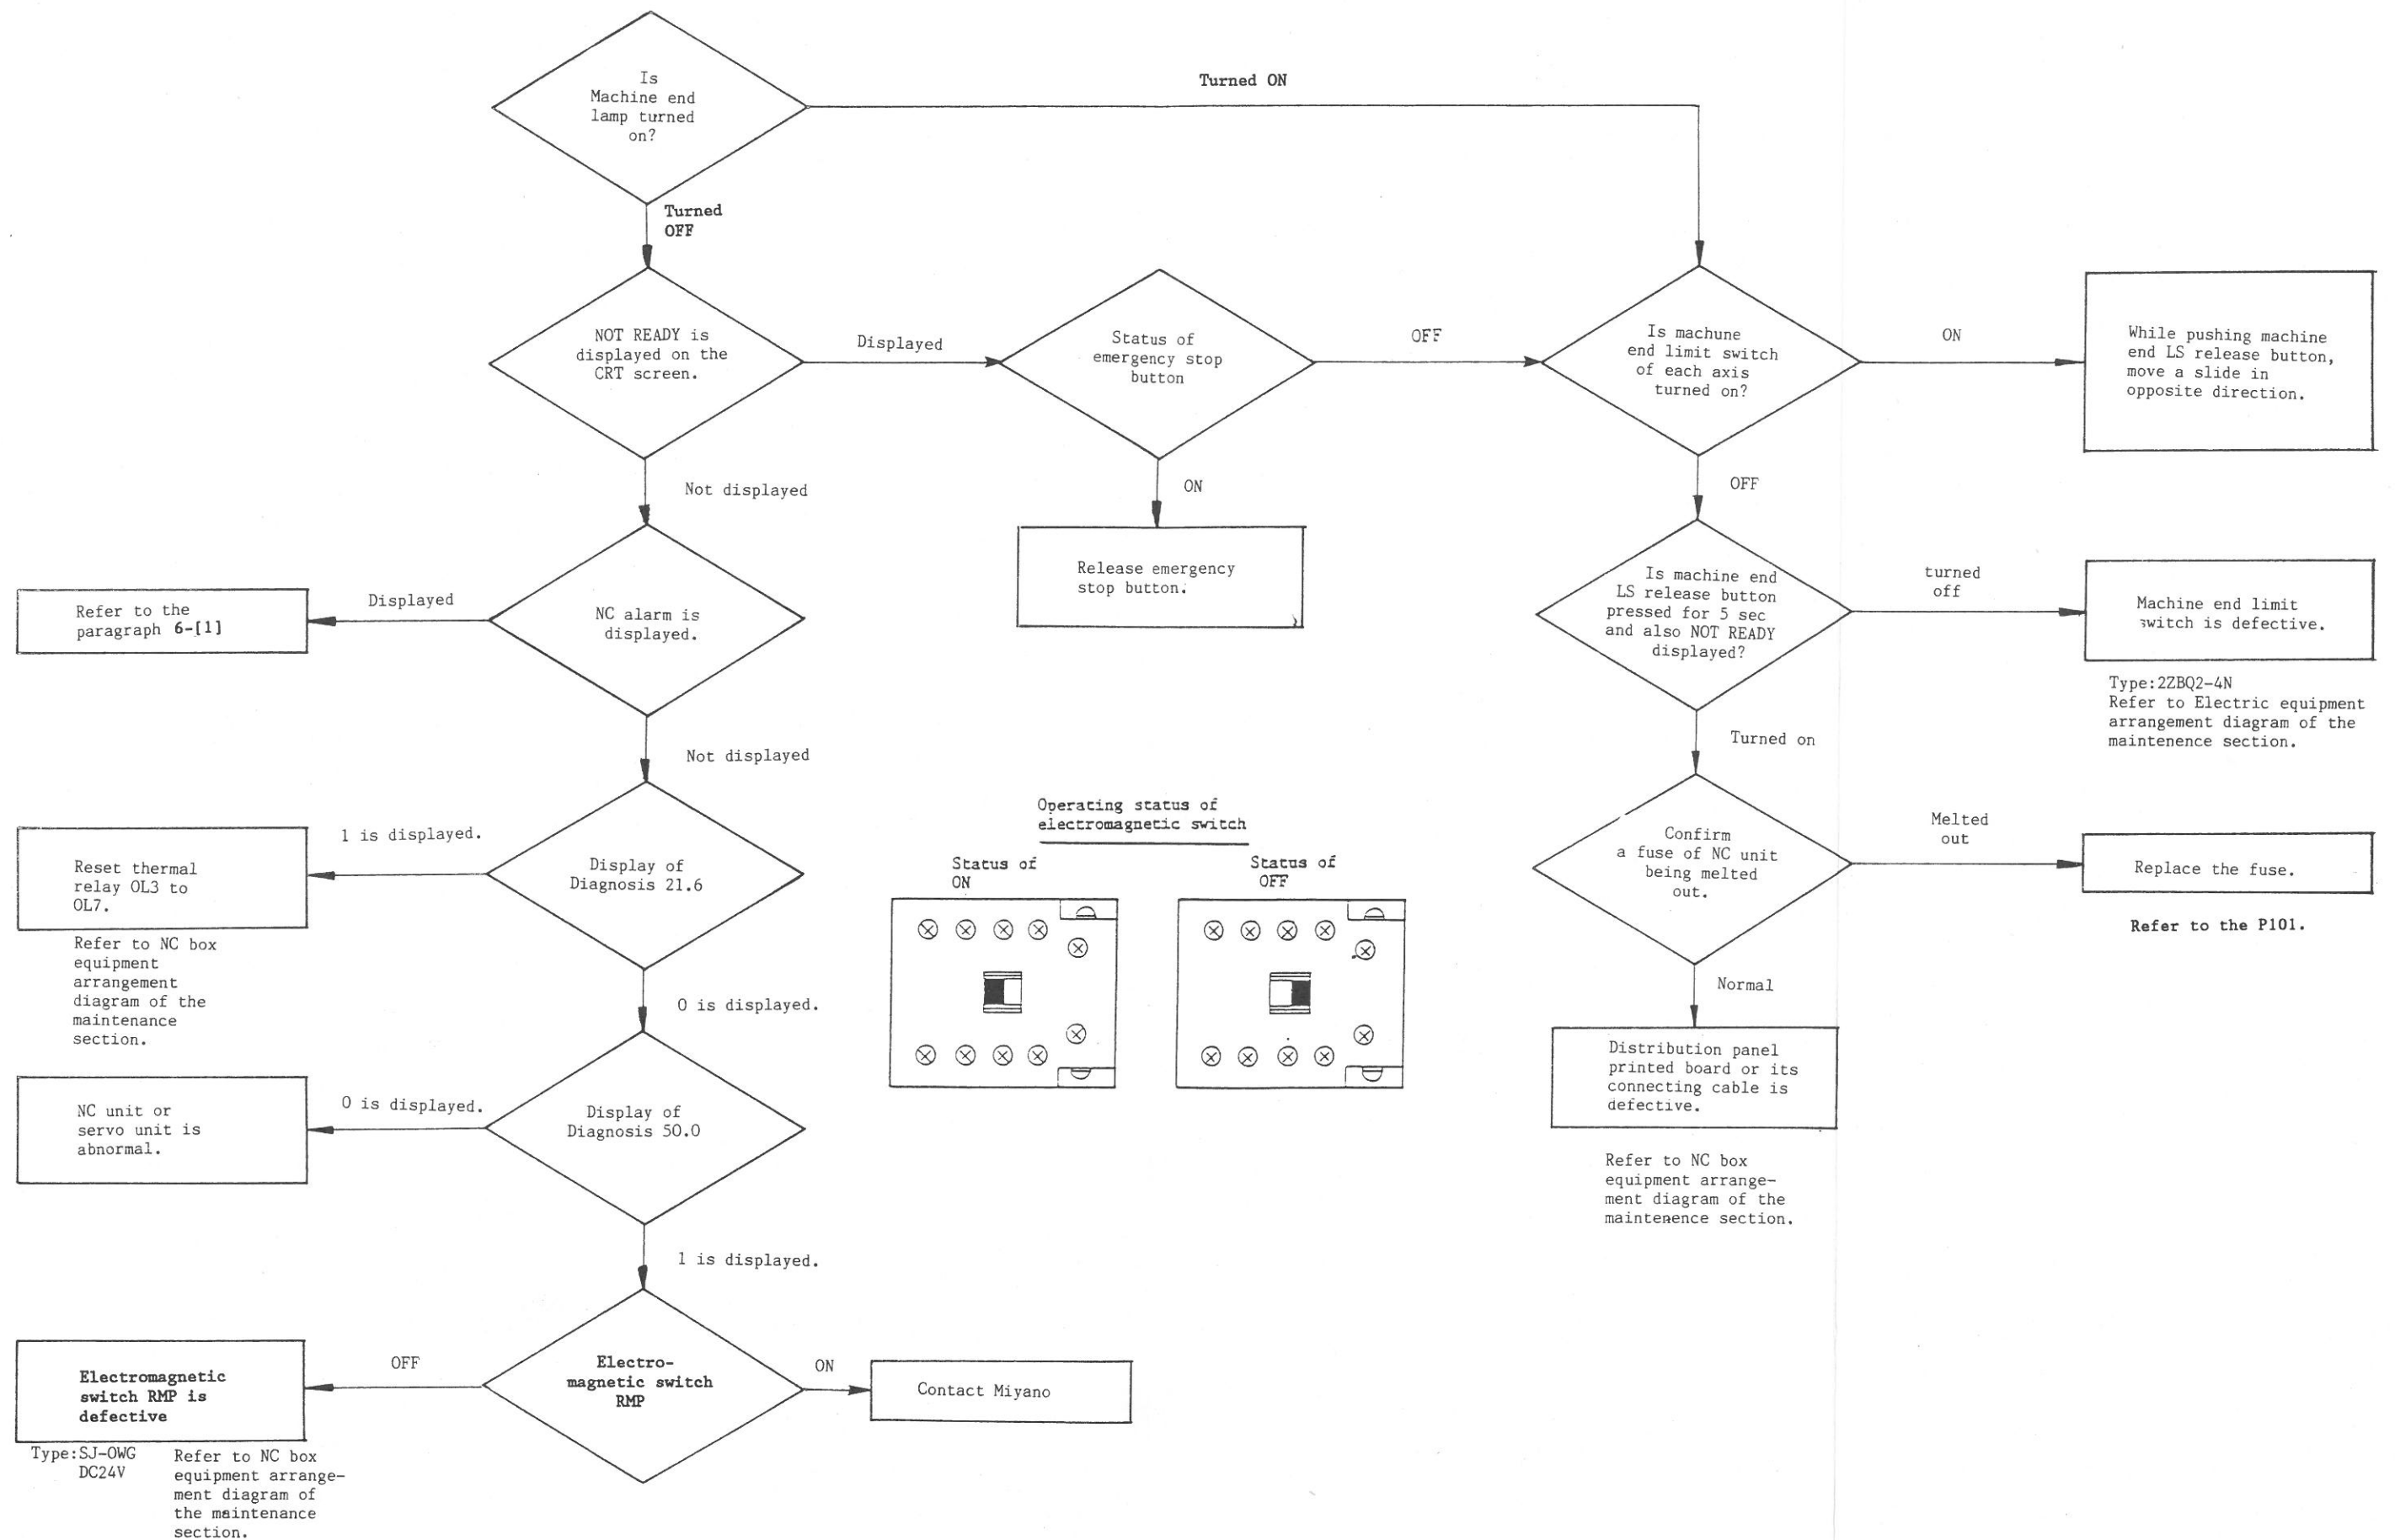 Is
Machine end
lamp turned
on?
Turned ON
Turned
OFF
NOT READY is
displayed on the
CRT screen.
Displayed
Status of
emergency stop
button
OFF
Is machune
end limit switch
of each axis
turned on?
ON
While pushing machine
end LS release button,
move a slide in
opposite direction.
Not displayed
ON
OFF
Release emergency
stop button.
Refer to the
paragraph 6-[1]
Displayed
NC alarm is
displayed.
Is machine end
LS release button
pressed for 5 sec
and also NOT READY
displayed?
turned
off
Machine end limit
switch is defective.
Type:2ZBQ2-4N
Refer to Electric equipment
arrangement diagram of the
maintenence section.
Not displayed
Turned on
Reset thermal
relay OL3 to
OL7.
1 is displayed.
Display of
Diagnosis 21.6
Refer to NC box
equipment
arrangement
diagram of the
maintenance
section.
Operating status of
electromagnetic switch
Status of
ON
Status of
OFF
Confirm
a fuse of NC unit
being melted
out.
Melted
out
Replace the fuse.
Refer to the P101.
0 is displayed.
Normal
Distribution panel
printed board or its
connecting cable is
defective.
Refer to NC box
equipment arrange-
ment diagram of the
maintenence section.
NC unit or
servo unit is
abnormal.
0 is displayed.
Display of
Diagnosis 50.0
1 is displayed.
Electromagnetic
switch RMP is
defective
OFF
Electro-
magnetic switch
RMP
ON
Contact Miyano
Type:SJ-OWG
DC24V
Refer to NC box
equipment arrange-
ment diagram of
the maintenance
section.